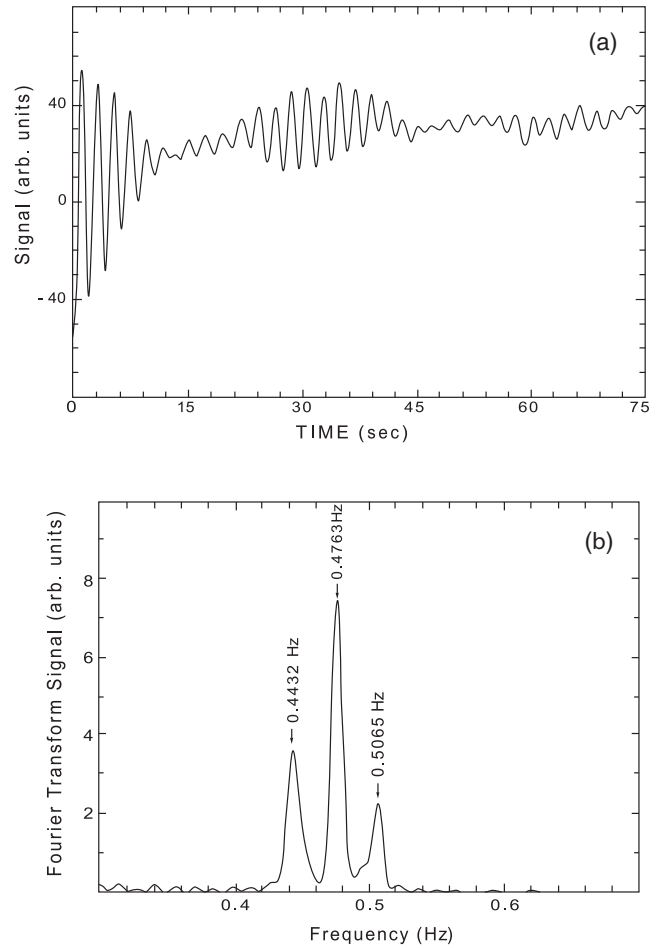 (a)
Signal (arb. units)
40
0
- 40
0 15 30 45 60 75
TIME (sec)
(b)
Fourier Transform Signal (arb. units)
8
6
4
2
0.4432 Hz
0.4763Hz
0.5065 Hz
0.4 0.5 0.6
Frequency (Hz)